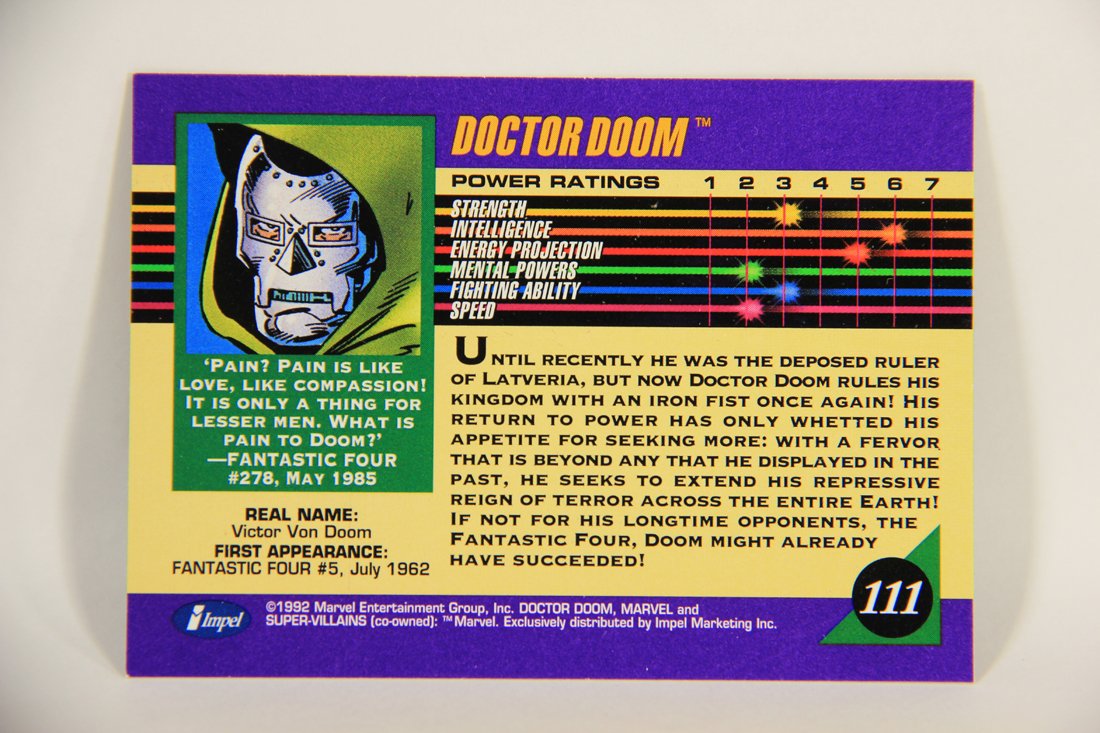 DOCTOR DOOM™
POWER RATINGS 1 2 3 4 5 6 7
STRENGTH
INTELLIGENCE
ENERGY PROJECTION
MENTAL POWERS
FIGHTING ABILITY
SPEED
‘PAIN? PAIN IS LIKE
LOVE, LIKE COMPASSION!
IT IS ONLY A THING FOR
LESSER MEN. WHAT IS
PAIN TO DOOM?’
—FANTASTIC FOUR
#278, MAY 1985
REAL NAME:
Victor Von Doom
FIRST APPEARANCE:
FANTASTIC FOUR #5, July 1962
UNTIL RECENTLY HE WAS THE DEPOSED RULER
OF LATVERIA, BUT NOW DOCTOR DOOM RULES HIS
KINGDOM WITH AN IRON FIST ONCE AGAIN! HIS
RETURN TO POWER HAS ONLY WHETTED HIS
APPETITE FOR SEEKING MORE: WITH A FERVOR
THAT IS BEYOND ANY THAT HE DISPLAYED IN THE
PAST, HE SEEKS TO EXTEND HIS REPRESSIVE
REIGN OF TERROR ACROSS THE ENTIRE EARTH!
IF NOT FOR HIS LONGTIME OPPONENTS, THE
FANTASTIC FOUR, DOOM MIGHT ALREADY
HAVE SUCCEEDED!
111
Impel
©1992 Marvel Entertainment Group, Inc. DOCTOR DOOM, MARVEL and
SUPER-VILLAINS (co-owned): ™Marvel. Exclusively distributed by Impel Marketing Inc.